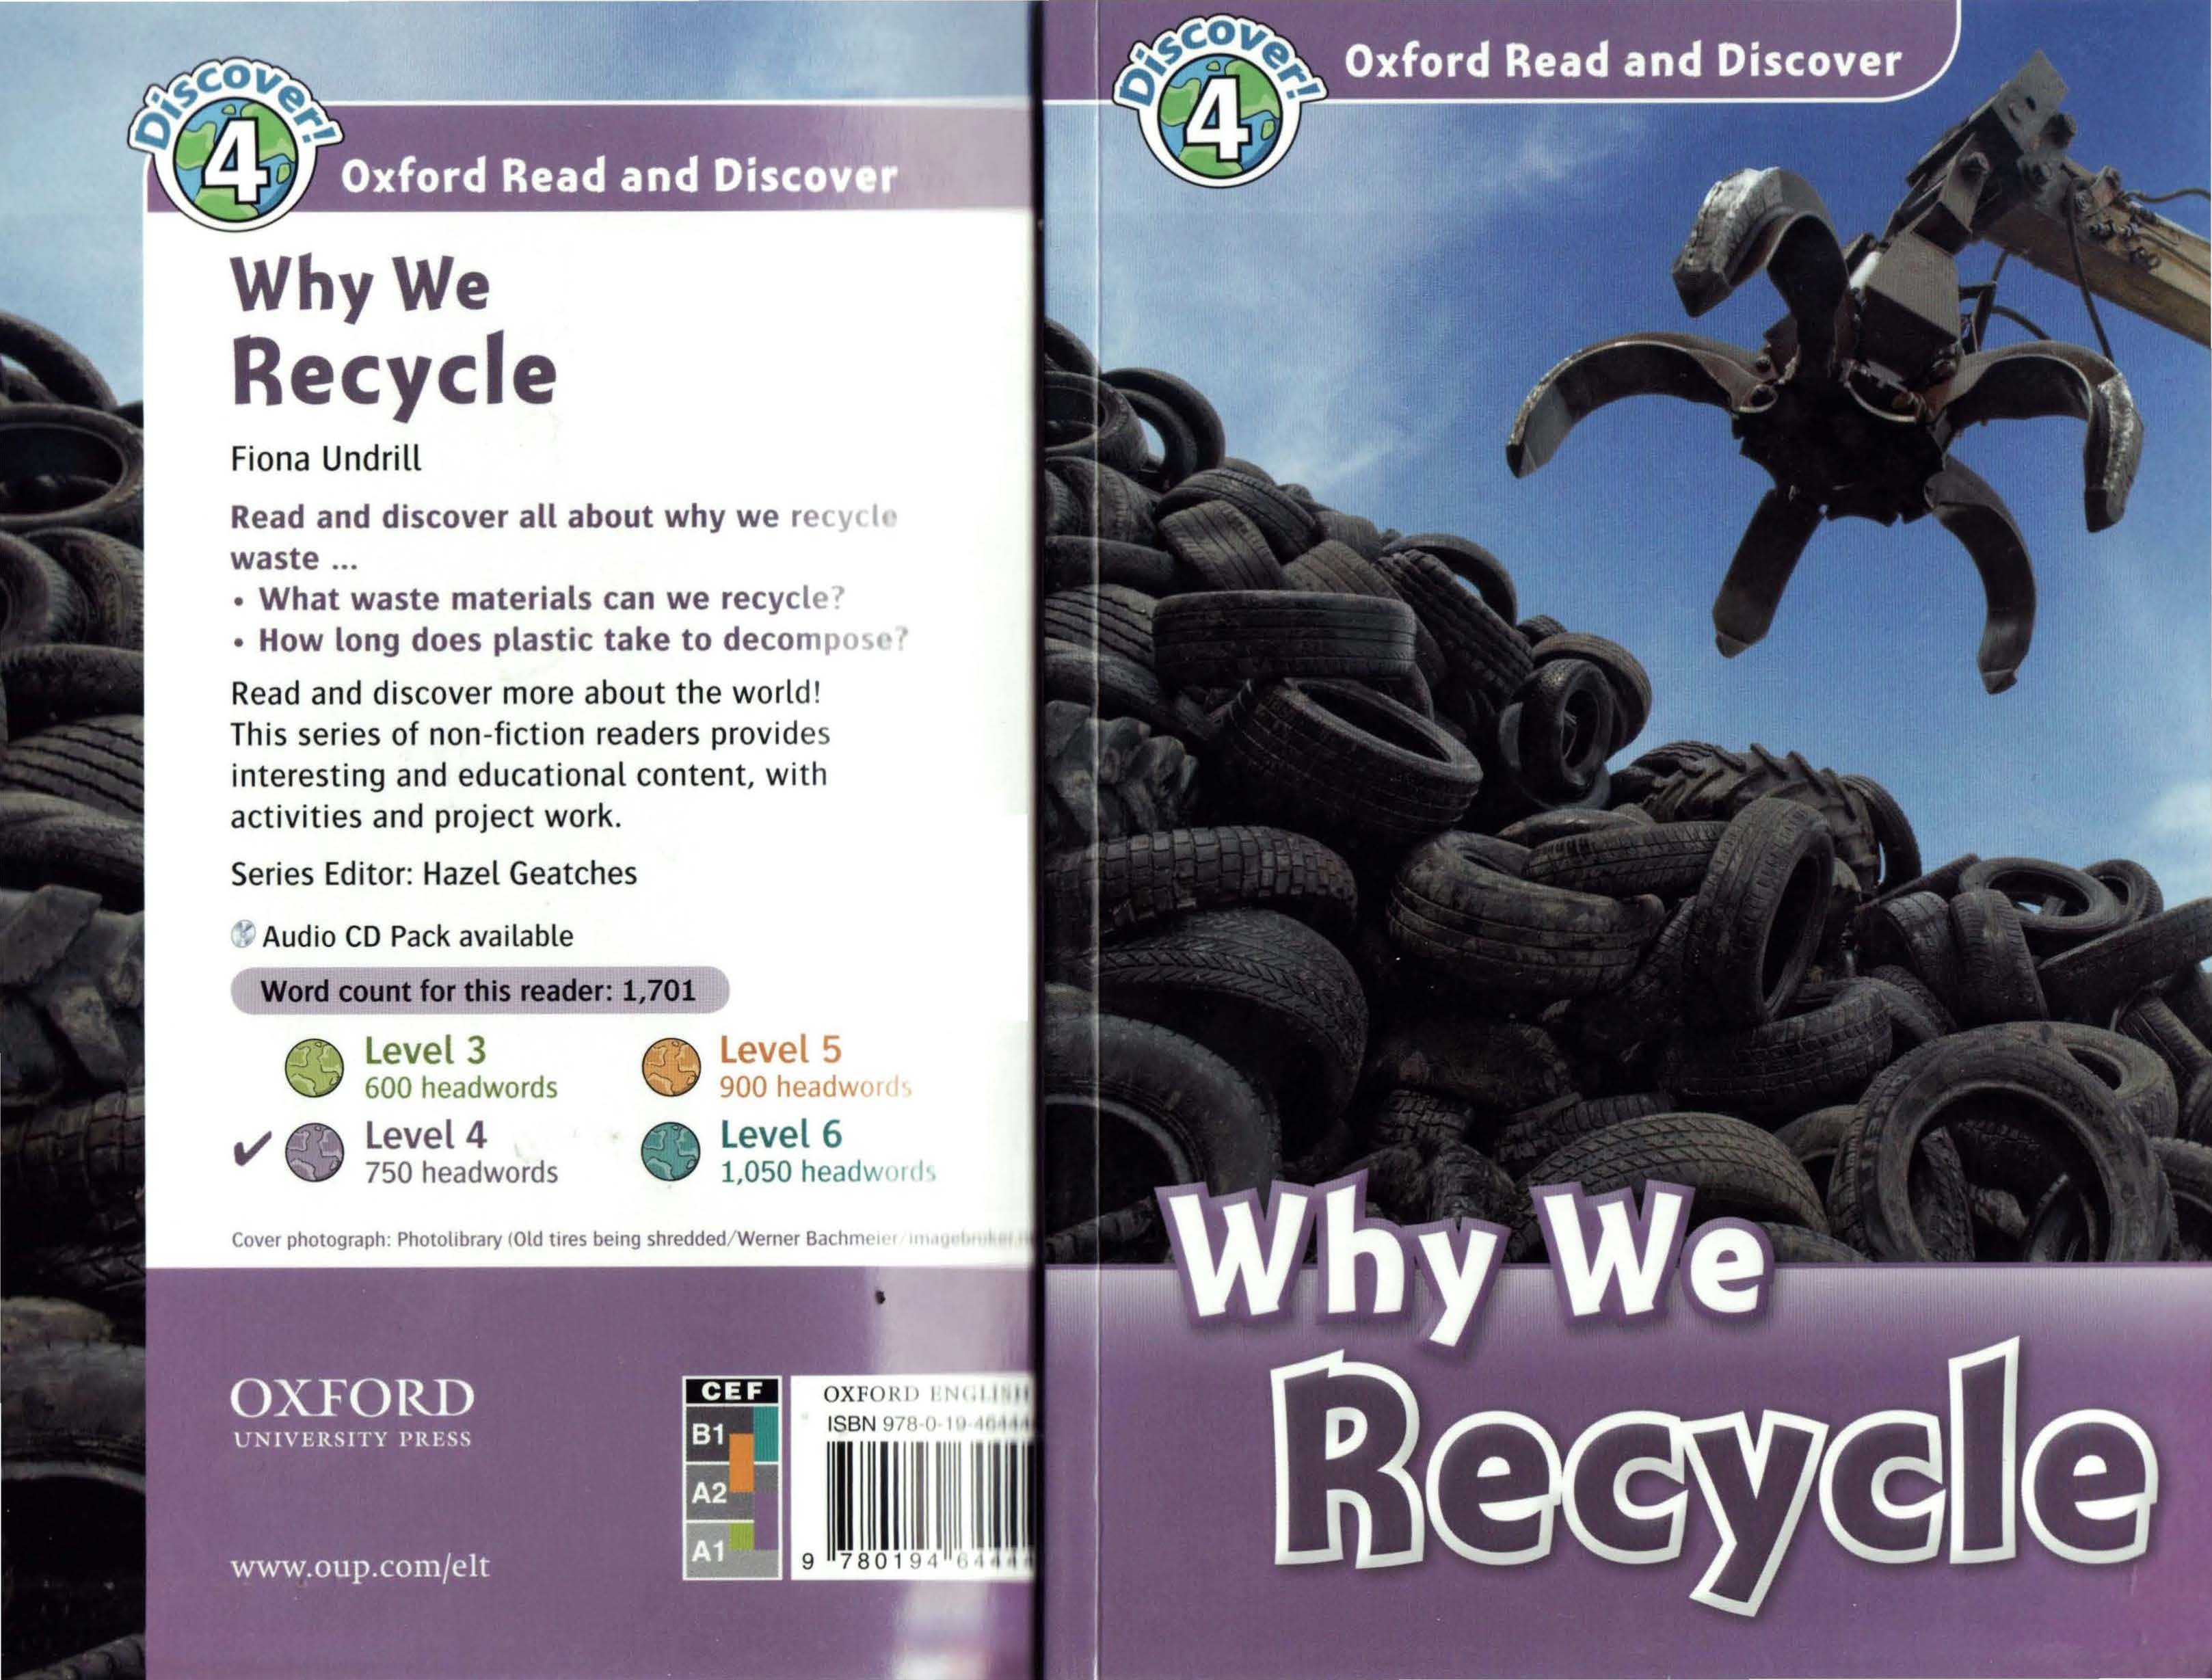 Discover!
4
Oxford Read and Discover
Why We
Recycle
Fiona Undrill
Read and discover all about why we recycle
waste ...
• What waste materials can we recycle?
• How long does plastic take to decompose?
Read and discover more about the world!
This series of non-fiction readers provides
interesting and educational content, with
activities and project work.
Series Editor: Hazel Geatches
Audio CD Pack available
Word count for this reader: 1,701
Level 3
600 headwords
Level 4
750 headwords
Level 5
900 headwords
Level 6
1,050 headwords
Cover photograph: Photolibrary (Old tires being shredded/Werner Bachmeier/imagebroker
OXFORD
UNIVERSITY PRESS
www.oup.com/elt
CEF
B1
A2
A1
OXFORD ENGLISH
ISBN 978-0-19-46444
9 780194 64444
Discover!
4
Oxford Read and Discover
Why We
Recycle